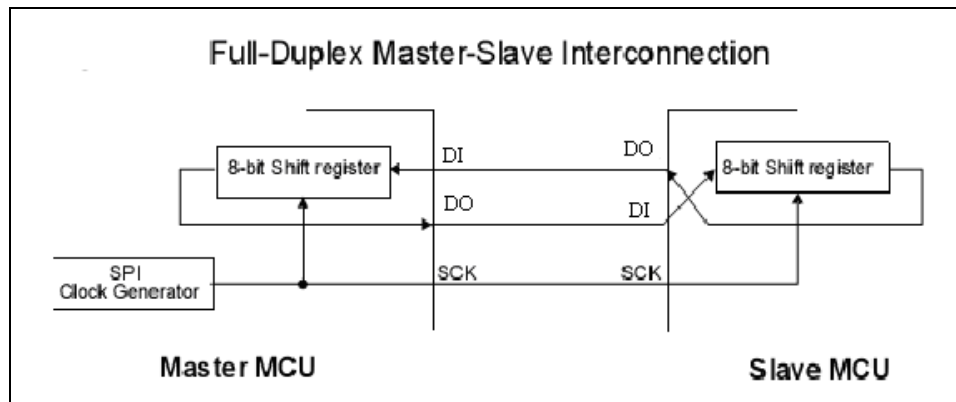 Full-Duplex Master-Slave Interconnection
DI
DO
8-bit Shift register
8-bit Shift register
DO
DI
SPI
Clock Generator
SCK
SCK
Master MCU
Slave MCU